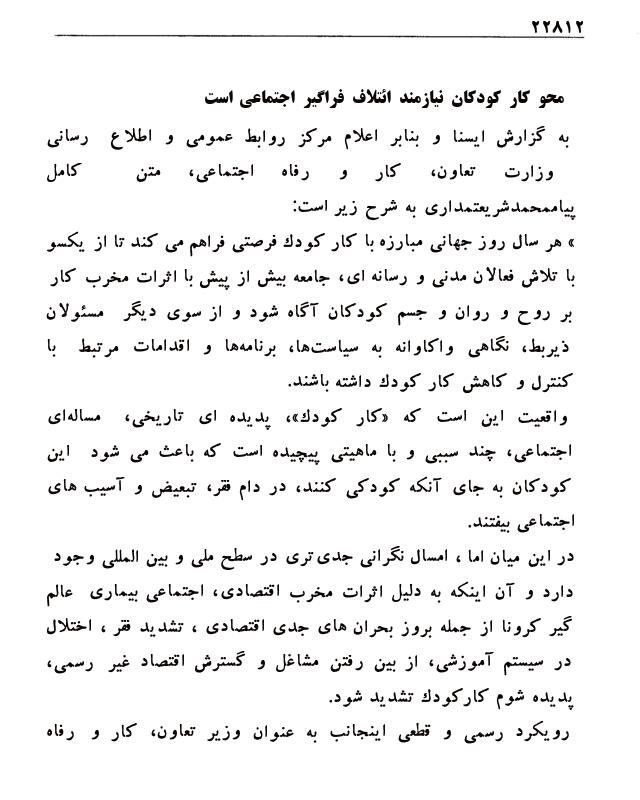 ۲۲۸۱۲
محو کار کودکان نیازمند ائتلاف فراگیر اجتماعی است
به گزارش ایسنا و بنابر اعلام مرکز روابط عمومی و اطلاع رسانی
وزارت تعاون، کار و رفاه اجتماعی، متن کامل
پیاممحمدشریعتمداری به شرح زیر است:
» هر سال روز جهانی مبارزه با کار کودک فرصتی فراهم می کند تا از یکسو
با تلاش فعالان مدنی و رسانه ای، جامعه بیش از پیش با اثرات مخرب کار
بر روح و روان و جسم کودکان آگاه شود و از سوی دیگر مسئولان
ذیربط، نگاهی واکاوانه به سیاست‌ها، برنامه‌ها و اقدامات مرتبط با
کنترل و کاهش کار کودک داشته باشند.
واقعیت این است که «کار کودک»، پدیده ای تاریخی، مساله‌ای
اجتماعی، چند سببی و با ماهیتی پیچیده است که باعث می شود این
کودکان به جای آنکه کودکی کنند، در دام فقر، تبعیض و آسیب های
اجتماعی بیفتند.
در این میان اما ، امسال نگرانی جدی تری در سطح ملی و بین المللی وجود
دارد و آن اینکه به دلیل اثرات مخرب اقتصادی، اجتماعی بیماری عالم
گیر کرونا از جمله بروز بحران های جدی اقتصادی ، تشدید فقر ، اختلال
در سیستم آموزشی، از بین رفتن مشاغل و گسترش اقتصاد غیر رسمی،
پدیده شوم کارکودک تشدید شود.
رویکرد رسمی و قطعی اینجانب به عنوان وزیر تعاون، کار و رفاه